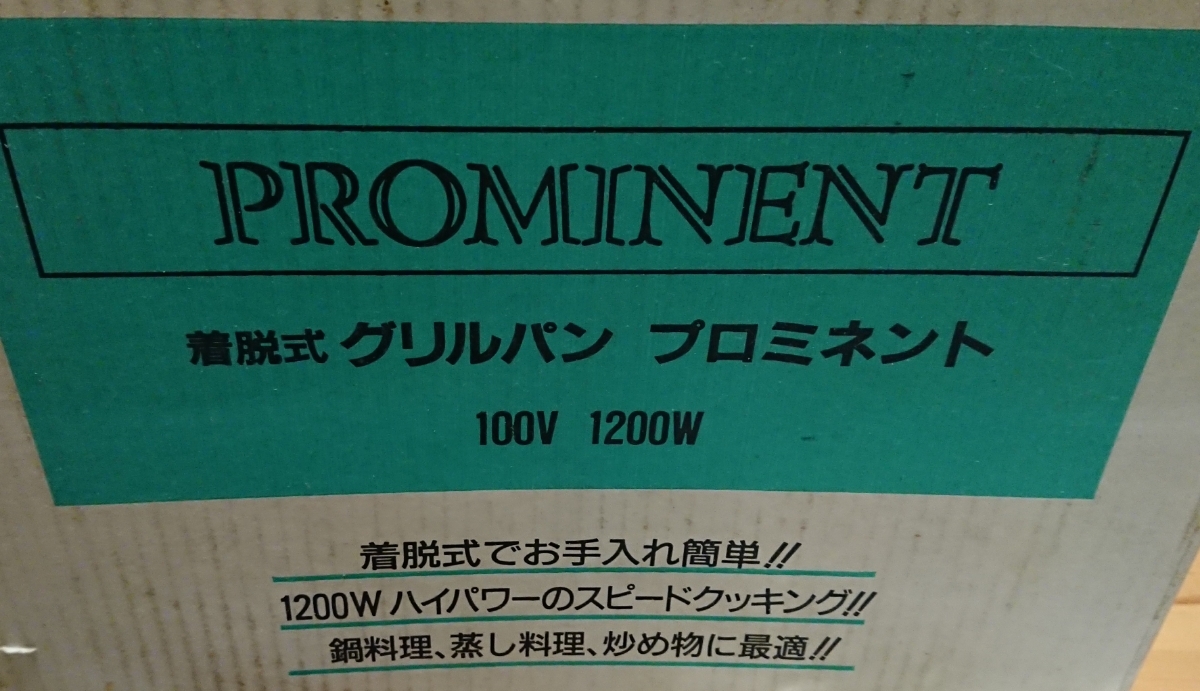 PROMINENT
着脱式 グリルパン プロミネント
100V 1200W
着脱式でお手入れ簡単!!
1200W ハイパワーのスピードクッキング!!
鍋料理、蒸し料理、炒め物に最適!!